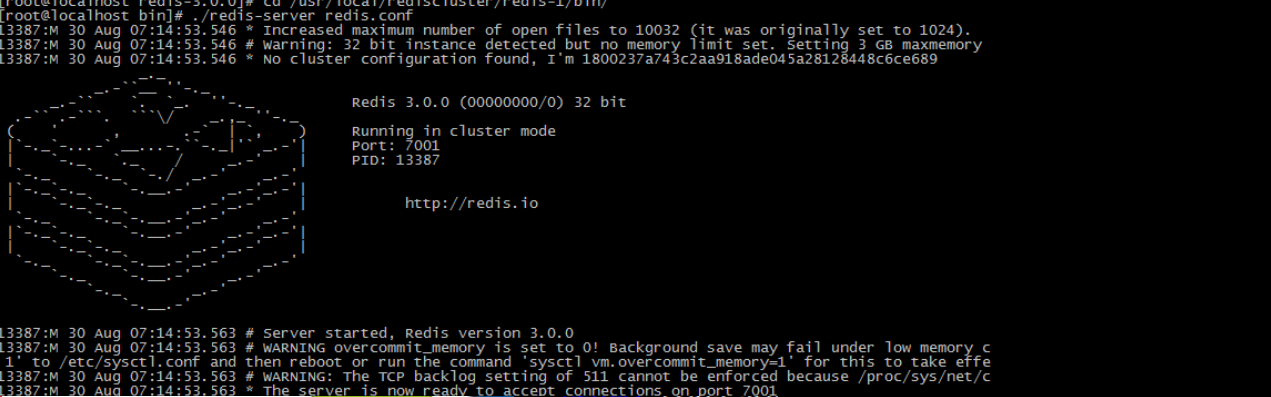 [root@localhost redis-3.0.0]# cd /usr/local/rediscluster/redis-1/bin/
[root@localhost bin]# ./redis-server redis.conf
13387:M 30 Aug 07:14:53.546 * Increased maximum number of open files to 10032 (it was originally set to 1024).
13387:M 30 Aug 07:14:53.546 # Warning: 32 bit instance detected but no memory limit set. Setting 3 GB maxmemory
13387:M 30 Aug 07:14:53.546 * No cluster configuration found, I'm 1800237a743c2aa918ade045a28128448c6ce689
Redis 3.0.0 (00000000/0) 32 bit
Running in cluster mode
Port: 7001
PID: 13387
http://redis.io
13387:M 30 Aug 07:14:53.563 # Server started, Redis version 3.0.0
13387:M 30 Aug 07:14:53.563 # WARNING overcommit_memory is set to 0! Background save may fail under low memory c
1' to /etc/sysctl.conf and then reboot or run the command 'sysctl vm.overcommit_memory=1' for this to take effe
13387:M 30 Aug 07:14:53.563 # WARNING: The TCP backlog setting of 511 cannot be enforced because /proc/sys/net/c
13387:M 30 Aug 07:14:53.563 * The server is now ready to accept connections on port 7001